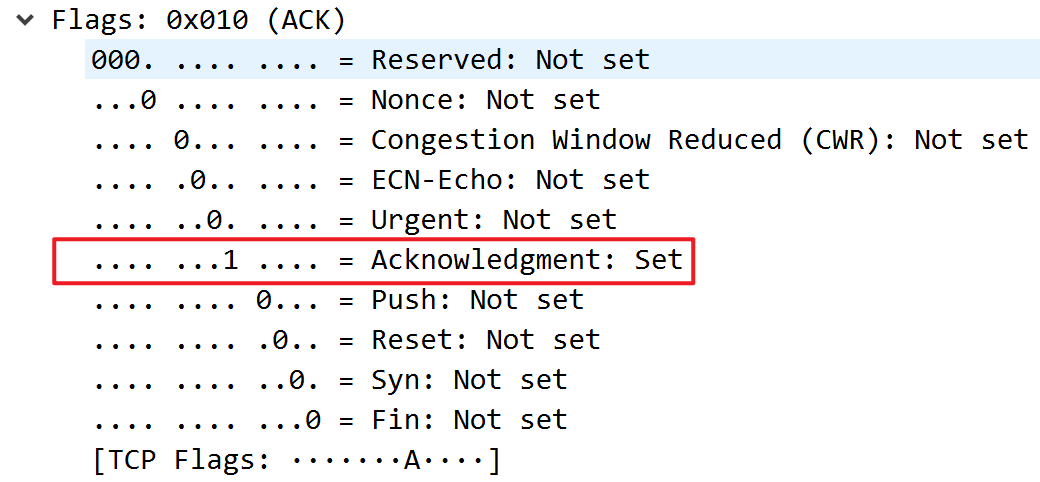 Flags: 0x010 (ACK)
000. .... .... = Reserved: Not set
...0 .... .... = Nonce: Not set
.... 0... .... = Congestion Window Reduced (CWR): Not set
.... .0.. .... = ECN-Echo: Not set
.... ..0. .... = Urgent: Not set
.... ...1 .... = Acknowledgment: Set
.... .... 0... = Push: Not set
.... .... .0.. = Reset: Not set
.... .... ..0. = Syn: Not set
.... .... ...0 = Fin: Not set
[TCP Flags: ·······A····]